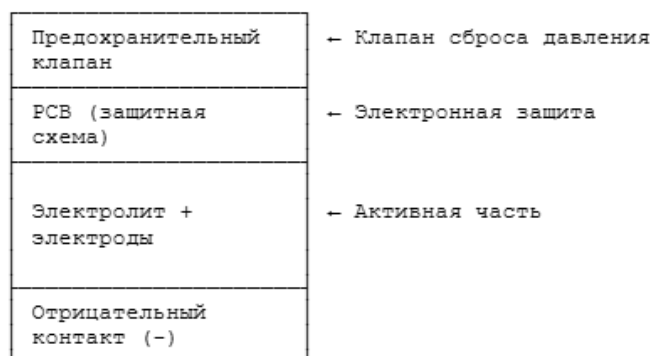 Предохранительный ← Клапан сброса давления
клапан
PCB (защитная ← Электронная защита
схема)
Электролит + ← Активная часть
электроды
Отрицательный
контакт (-)